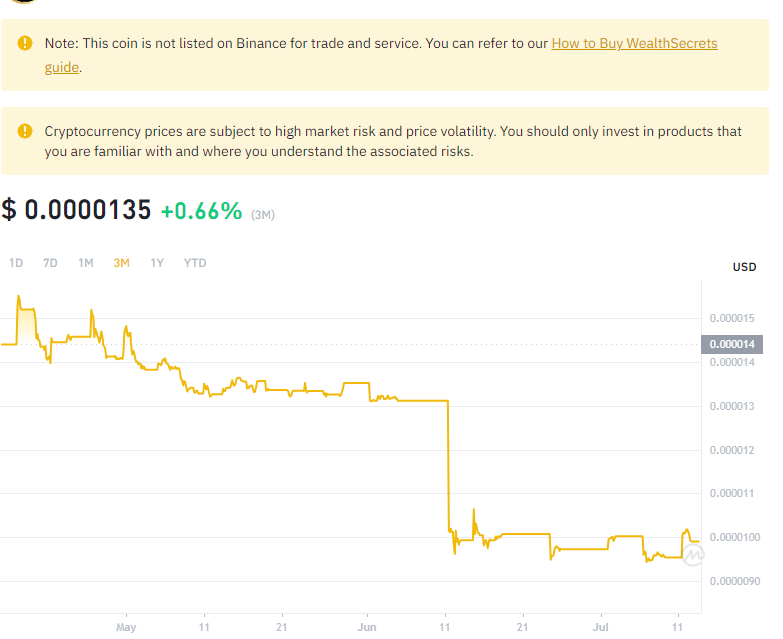 Note: This coin is not listed on Binance for trade and service. You can refer to our How to Buy WealthSecrets
guide.
Cryptocurrency prices are subject to high market risk and price volatility. You should only invest in products that
you are familiar with and where you understand the associated risks.
$ 0.0000135 +0.66% (3M)
1D 7D 1M 3M 1Y YTD
USD
0.000015
0.000014
0.000014
0.000013
0.000012
0.000011
0.0000100
0.0000090
May 11 21 Jun 11 21 Jul 11